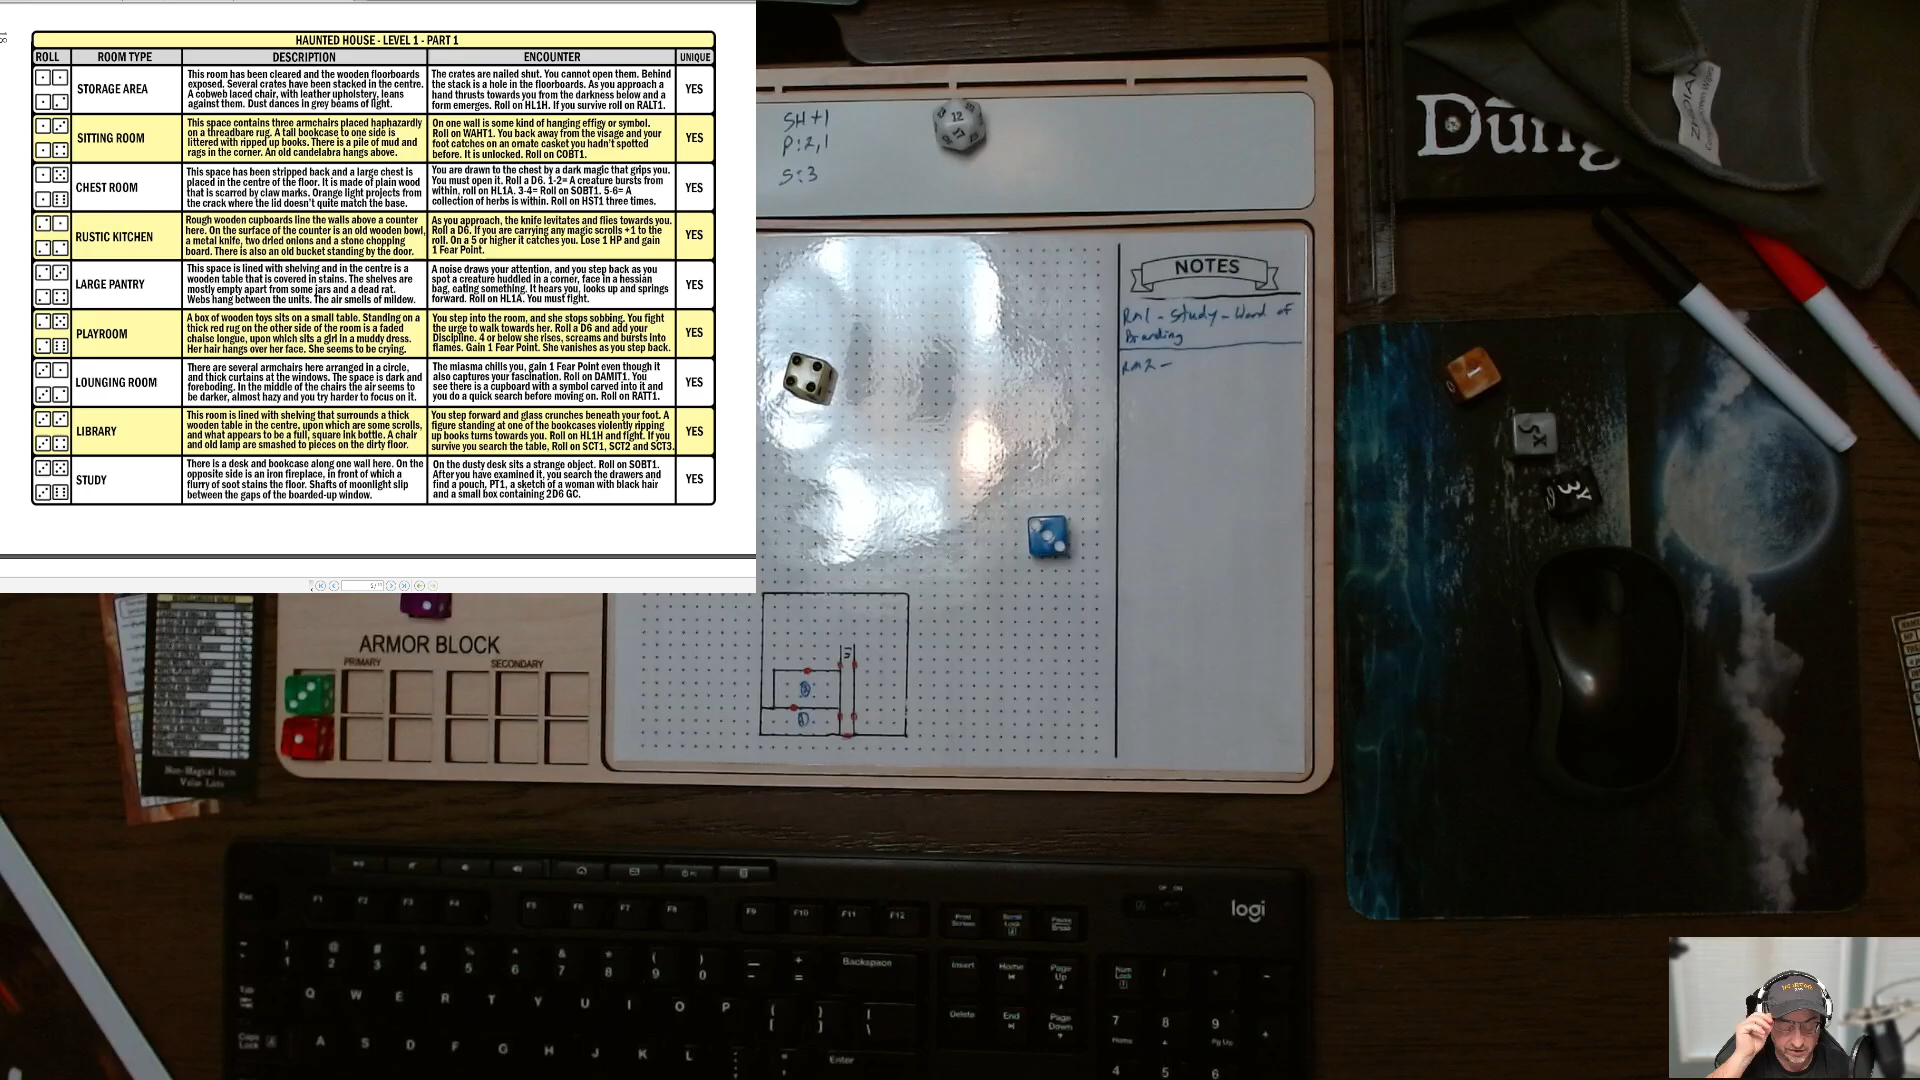 18
HAUNTED HOUSE - LEVEL 1 - PART 1
ROLL ROOM TYPE DESCRIPTION ENCOUNTER UNIQUE
STORAGE AREA
This room has been cleared and the wooden floorboards
exposed. Several crates have been stacked in the centre.
A cobweb laced chair, with leather upholstery, leans
against them. Dust dances in grey beams of light.
The crates are nailed shut. You cannot open them. Behind
the stack is a hole in the floorboards. As you approach a
hand thrusts towards you from the darkness below and a
form emerges. Roll on HL1H. If you survive roll on RALT1.
YES
SITTING ROOM
This space contains three armchairs placed haphazardly
on a threadbare rug. A tall bookcase to one side is
littered with ripped up books. There is a pile of mud and
rags in the corner. An old candelabra hangs above.
On one wall is some kind of hanging effigy or symbol.
Roll on WAHT1. You back away from the visage and your
foot catches on an ornate casket you hadn't spotted
before. It is unlocked. Roll on COBT1.
YES
CHEST ROOM
This space has been stripped back and a large chest is
placed in the centre of the floor. It is made of plain wood
that is scarred by claw marks. Orange light projects from
the crack where the lid doesn't quite match the base.
You are drawn to the chest by a dark magic that grips you.
You must open it. Roll a D6. 1-2= A creature bursts from
within, roll on HL1A. 3-4= Roll on SOBT1. 5-6= A
collection of herbs is within. Roll on HST1 three times.
YES
RUSTIC KITCHEN
Rough wooden cupboards line the walls above a counter
here. On the surface of the counter is an old wooden bowl,
a metal knife, two dried onions and a stone chopping
board. There is also an old bucket standing by the door.
As you approach, the knife levitates and flies towards you.
Roll a D6. If you are carrying any magic scrolls +1 to the
roll. On a 5 or higher it catches you. Lose 1 HP and gain
1 Fear Point.
YES
LARGE PANTRY
This space is lined with shelving and in the centre is a
wooden table that is covered in stains. The shelves are
mostly empty apart from some jars and a dead rat.
Webs hang between the units. The air smells of mildew.
A noise draws your attention, and you step back as you
spot a creature huddled in a corner, face in a hessian
bag, eating something. It hears you, looks up and springs
forward. Roll on HL1A. You must fight.
YES
PLAYROOM
A box of wooden toys sits on a small table. Standing on a
thick red rug on the other side of the room is a faded
chaise longue, upon which sits a girl in a muddy dress.
Her hair hangs over her face. She seems to be crying.
You step into the room, and she stops sobbing. You fight
the urge to walk towards her. Roll a D6 and add your
Discipline. 4 or below she rises, screams and bursts into
flames. Gain 1 Fear Point. She vanishes as you step back.
YES
LOUNGING ROOM
There are several armchairs here arranged in a circle,
and thick curtains at the windows. The space is dark and
foreboding. In the middle of the chairs the air seems to
be darker, almost hazy and you try harder to focus on it.
The miasma chills you, gain 1 Fear Point even though it
also captures your fascination. Roll on DAMIT1. You
see there is a cupboard with a symbol carved into it and
you do a quick search before moving on. Roll on RATT1.
YES
LIBRARY
This room is lined with shelving that surrounds a thick
wooden table in the centre, upon which are some scrolls,
and what appears to be a full, square ink bottle. A chair
and old lamp are smashed to pieces on the dirty floor.
You step forward and glass crunches beneath your foot. A
figure standing at one of the bookcases violently ripping
up books turns towards you. Roll on HL1H and fight. If you
survive you search the table, Roll on SCT1, SCT2 and SCT3.
YES
STUDY
There is a desk and bookcase along one wall here. On the
opposite side is an iron fireplace, in front of which a
flurry of soot stains the floor. Shafts of moonlight slip
between the gaps of the boarded-up window.
On the dusty desk sits a strange object. Roll on SOBT1.
After you have examined it, you search the drawers and
find a pouch, PT1, a sketch of a woman with black hair
and a small box containing 2D6 GC.
YES
SH +1
P: 2, 1
S: 3
12
NOTES
Rm1 - Study - Word of
Branding
Rm2 -
Dung
ARMOR BLOCK
PRIMARY SECONDARY
Non-Magical Item
Value Lists
logi
F1 F2 F3 F4 F5 F6 F7 F8 F9 F10 F11 F12
Backspace
Insert Home Page Up
Q W E R T Y U I O P
Delete End Page Down
7 8 9
A S D F G H J K L
Enter
4 5 6